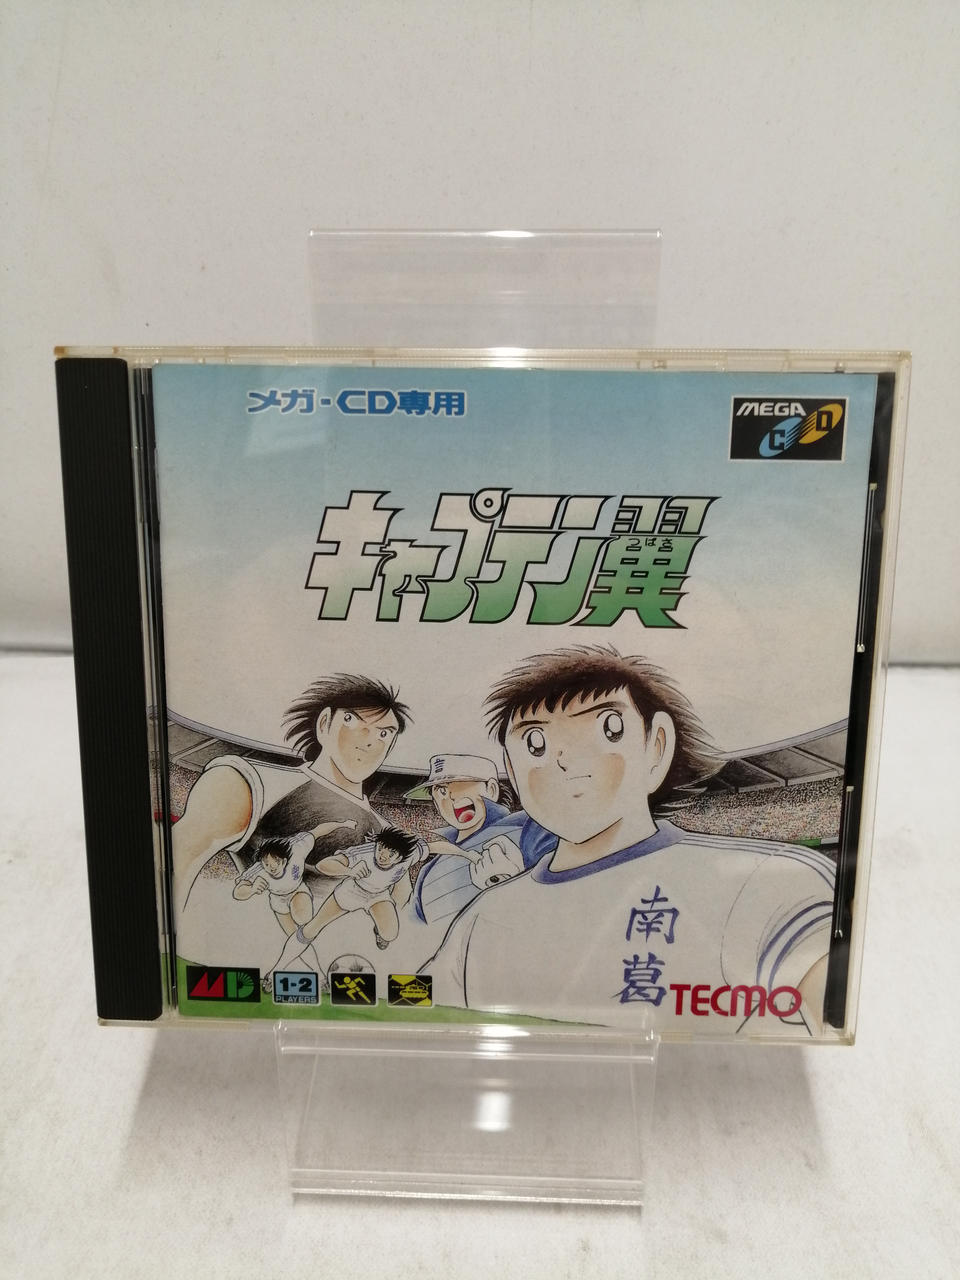 メガ-CD専用
MEGA
CD
キャプテン翼
つばさ
南
葛
MD
1-2
PLAYERS
TECMO